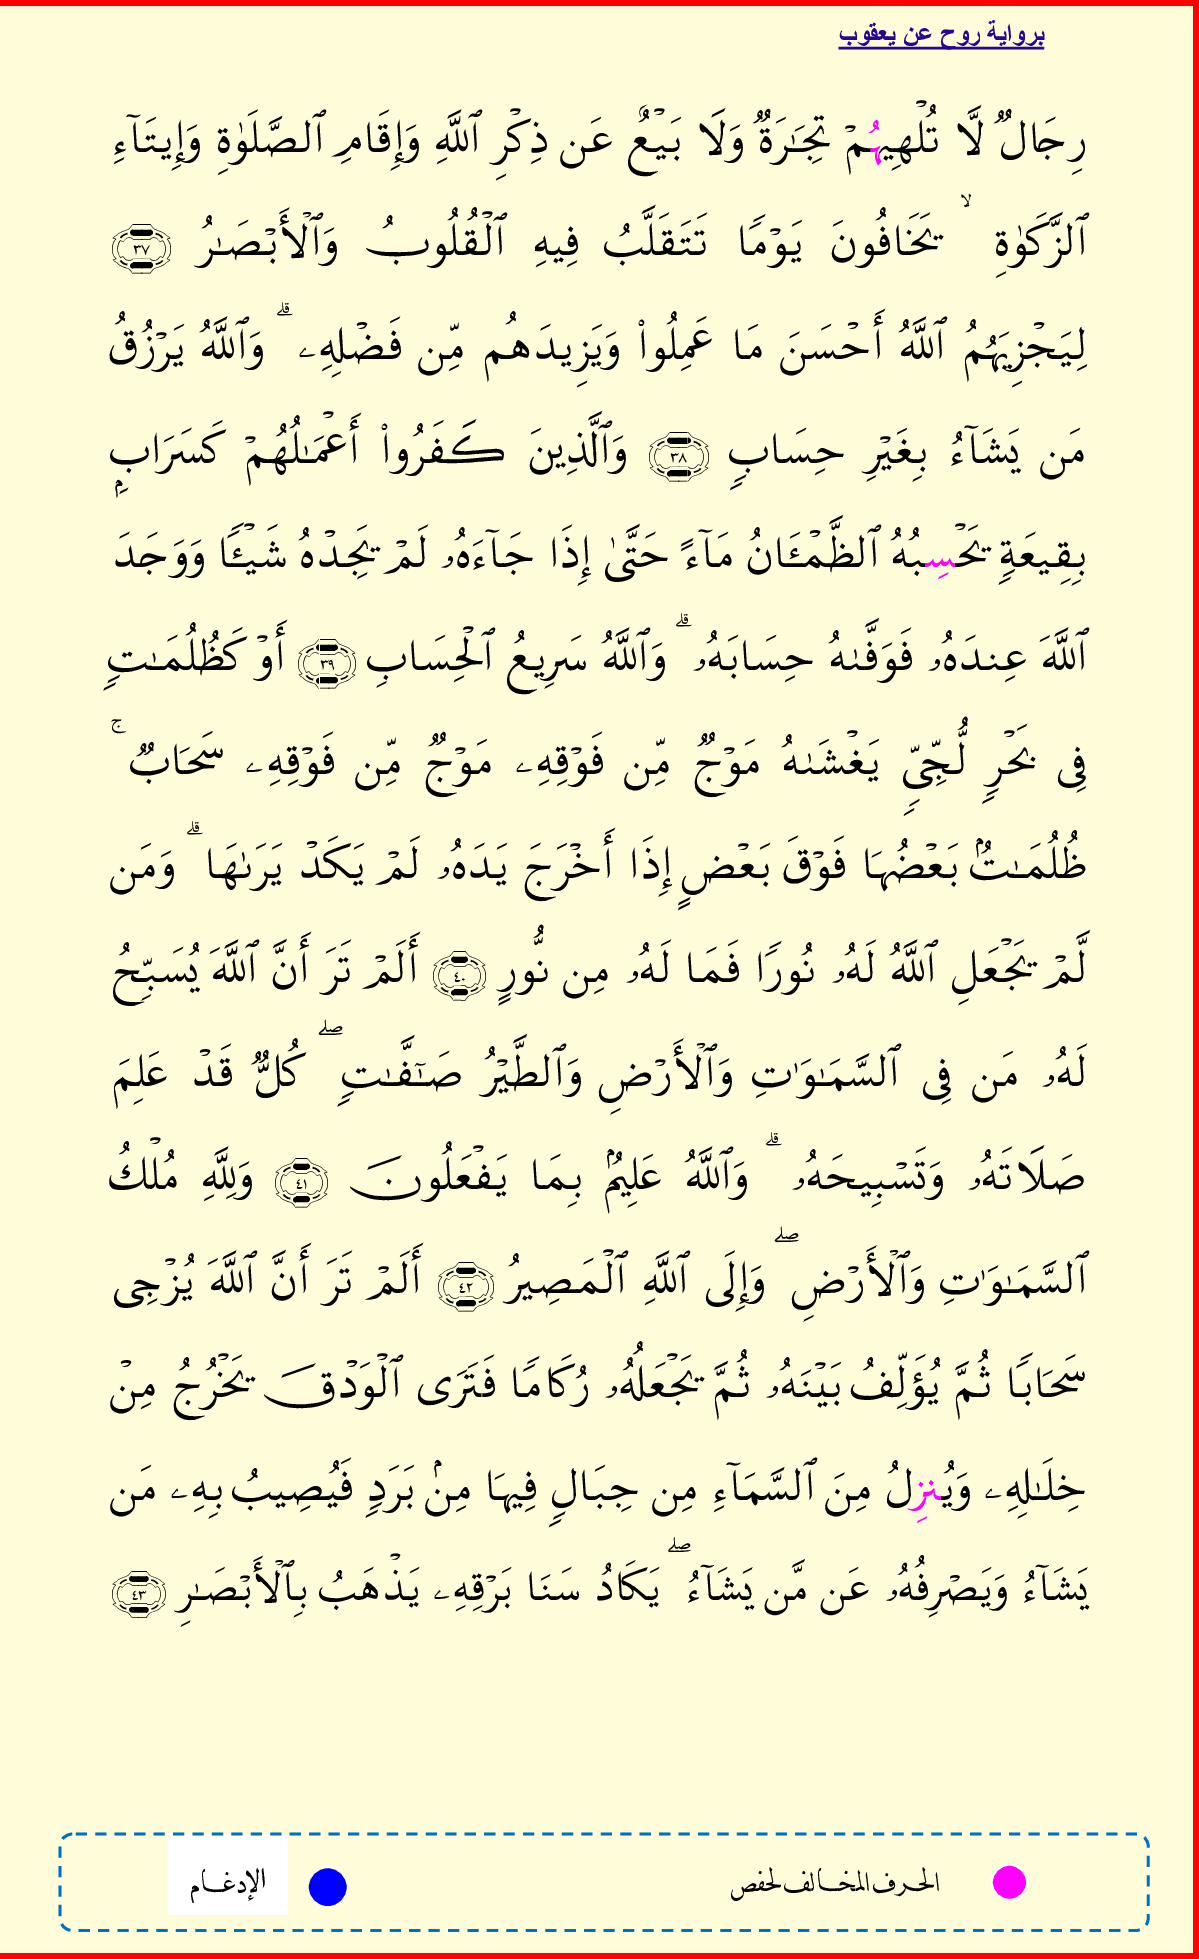 برواية روح عن يعقوب
رِجَالٌ لَّا تُلْهِيهُمْ تِجَٰرَةٌ وَلَا بَيْعٌ عَن ذِكْرِ ٱللَّهِ وَإِقَامِ ٱلصَّلَوٰةِ وَإِيتَآءِ
ٱلزَّكَوٰةِ ۙ يَخَافُونَ يَوْمًا تَتَقَلَّبُ فِيهِ ٱلْقُلُوبُ وَٱلْأَبْصَٰرُ ٣٧
لِيَجْزِيَهُمُ ٱللَّهُ أَحْسَنَ مَا عَمِلُوا۟ وَيَزِيدَهُم مِّن فَضْلِهِۦ ۗ وَٱللَّهُ يَرْزُقُ
مَن يَشَآءُ بِغَيْرِ حِسَابٍ ٣٨ وَٱلَّذِينَ كَفَرُوا۟ أَعْمَٰلُهُمْ كَسَرَابٍۭ
بِقِيعَةٍ يَحْسِبُهُ ٱلظَّمْـَٔانُ مَآءً حَتَّىٰ إِذَا جَآءَهُۥ لَمْ يَجِدْهُ شَيْـًٔا وَوَجَدَ
ٱللَّهَ عِندَهُۥ فَوَفَّىٰهُ حِسَابَهُۥ ۗ وَٱللَّهُ سَرِيعُ ٱلْحِسَابِ ٣٩ أَوْ كَظُلُمَٰتٍ
فِى بَحْرٍ لُّجِّىٍّ يَغْشَىٰهُ مَوْجٌ مِّن فَوْقِهِۦ مَوْجٌ مِّن فَوْقِهِۦ سَحَابٌ ۚ
ظُلُمَٰتٌۢ بَعْضُهَا فَوْقَ بَعْضٍ إِذَآ أَخْرَجَ يَدَهُۥ لَمْ يَكَدْ يَرَىٰهَا ۗ وَمَن
لَّمْ يَجْعَلِ ٱللَّهُ لَهُۥ نُورًا فَمَا لَهُۥ مِن نُّورٍ ٤٠ أَلَمْ تَرَ أَنَّ ٱللَّهَ يُسَبِّحُ
لَهُۥ مَن فِى ٱلسَّمَٰوَٰتِ وَٱلْأَرْضِ وَٱلطَّيْرُ صَٰٓفَّٰتٍ ۖ كُلٌّ قَدْ عَلِمَ
صَلَاتَهُۥ وَتَسْبِيحَهُۥ ۗ وَٱللَّهُ عَلِيمٌۢ بِمَا يَفْعَلُونَ ٤١ وَلِلَّهِ مُلْكُ
ٱلسَّمَٰوَٰتِ وَٱلْأَرْضِ ۖ وَإِلَى ٱللَّهِ ٱلْمَصِيرُ ٤٢ أَلَمْ تَرَ أَنَّ ٱللَّهَ يُزْجِى
سَحَابًا ثُمَّ يُؤَلِّفُ بَيْنَهُۥ ثُمَّ يَجْعَلُهُۥ رُكَامًا فَتَرَى ٱلْوَدْقَ يَخْرُجُ مِنْ
خِلَٰلِهِۦ وَيُنزِلُ مِنَ ٱلسَّمَآءِ مِن جِبَالٍ فِيهَا مِنۢ بَرَدٍ فَيُصِيبُ بِهِۦ مَن
يَشَآءُ وَيَصْرِفُهُۥ عَن مَّن يَشَآءُ ۖ يَكَادُ سَنَا بَرْقِهِۦ يَذْهَبُ بِٱلْأَبْصَٰرِ ٤٣
الحرف المخالف لحفص الإدغام